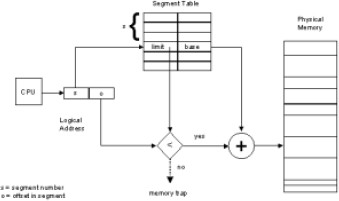 Segment Table
Physical
Memory
s
limit
base
CPU
s
o
Logical
Address
<
yes
+
no
memory trap
s = segment number
o = offset in segment